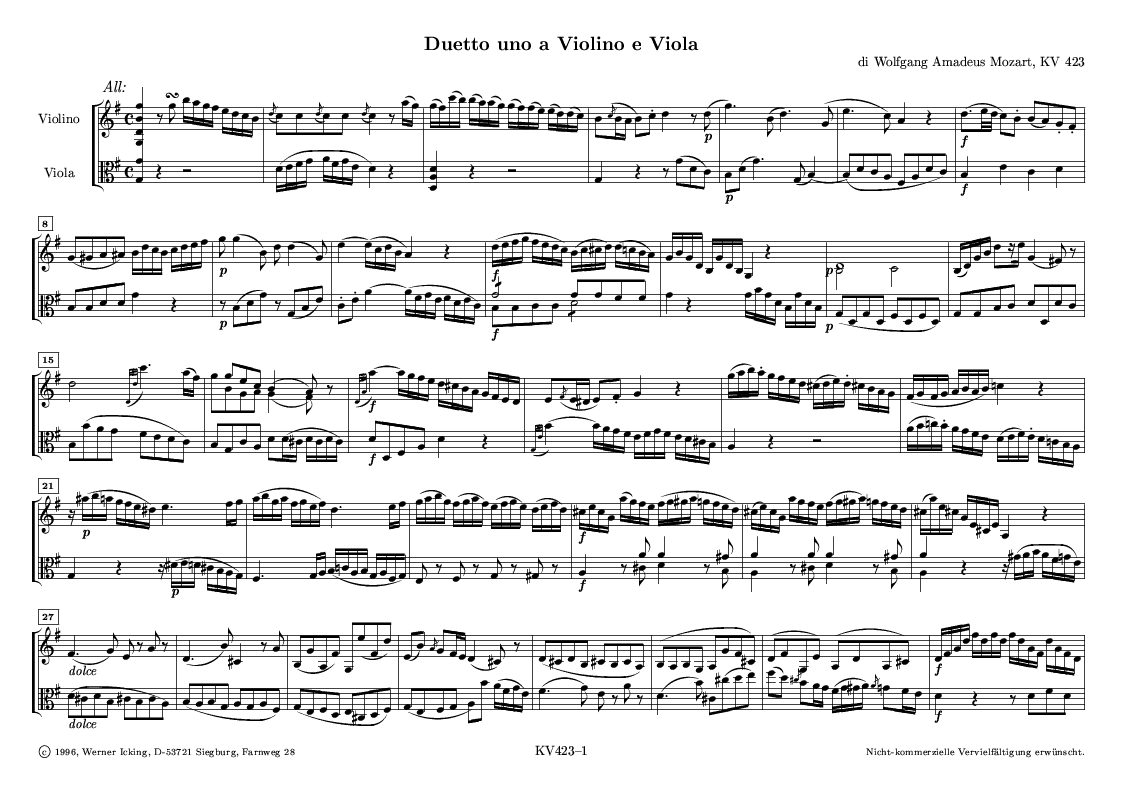 Duetto uno a Violino e Viola
di Wolfgang Amadeus Mozart, KV 423
All:
Violino
p
f
Viola
p
f
8
p
f
p
p
f
p
15
f
f
21
p
f
p
f
27
dolce
f
dolce
f
c 1996, Werner Icking, D-53721 Siegburg, Farnweg 28
KV423–1
Nicht-kommerzielle Vervielfältigung erwünscht.